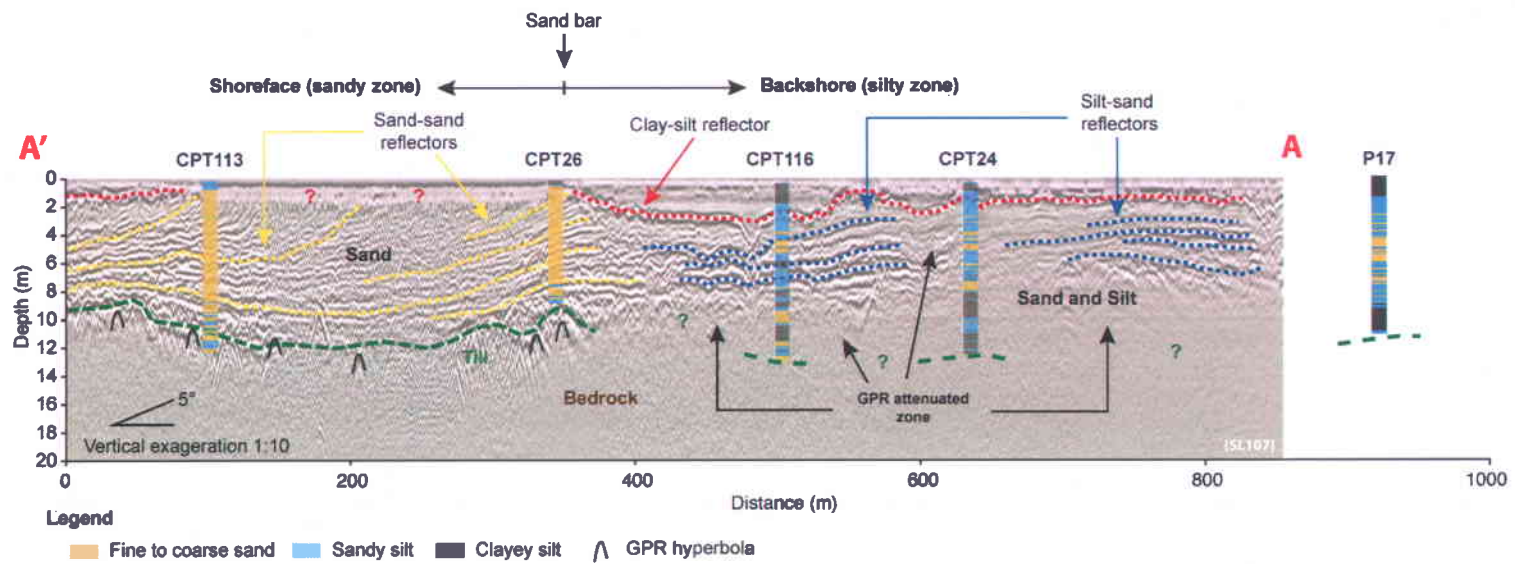 Sand bar
Shoreface (sandy zone)
Backshore (silty zone)
Sand-sand
reflectors
Clay-silt reflector
Silt-sand
reflectors
A'
CPT113
CPT26
CPT116
CPT24
A
P17
0
2
4
6
8
10
12
14
16
18
20
Depth (m)
?
?
Sand
Sand and Silt
?
?
?
Till
Bedrock
GPR attenuated
zone
5°
Vertical exageration 1:10
(SL107)
0
200
400
600
800
1000
Distance (m)
Legend
Fine to coarse sand
Sandy silt
Clayey silt
GPR hyperbola